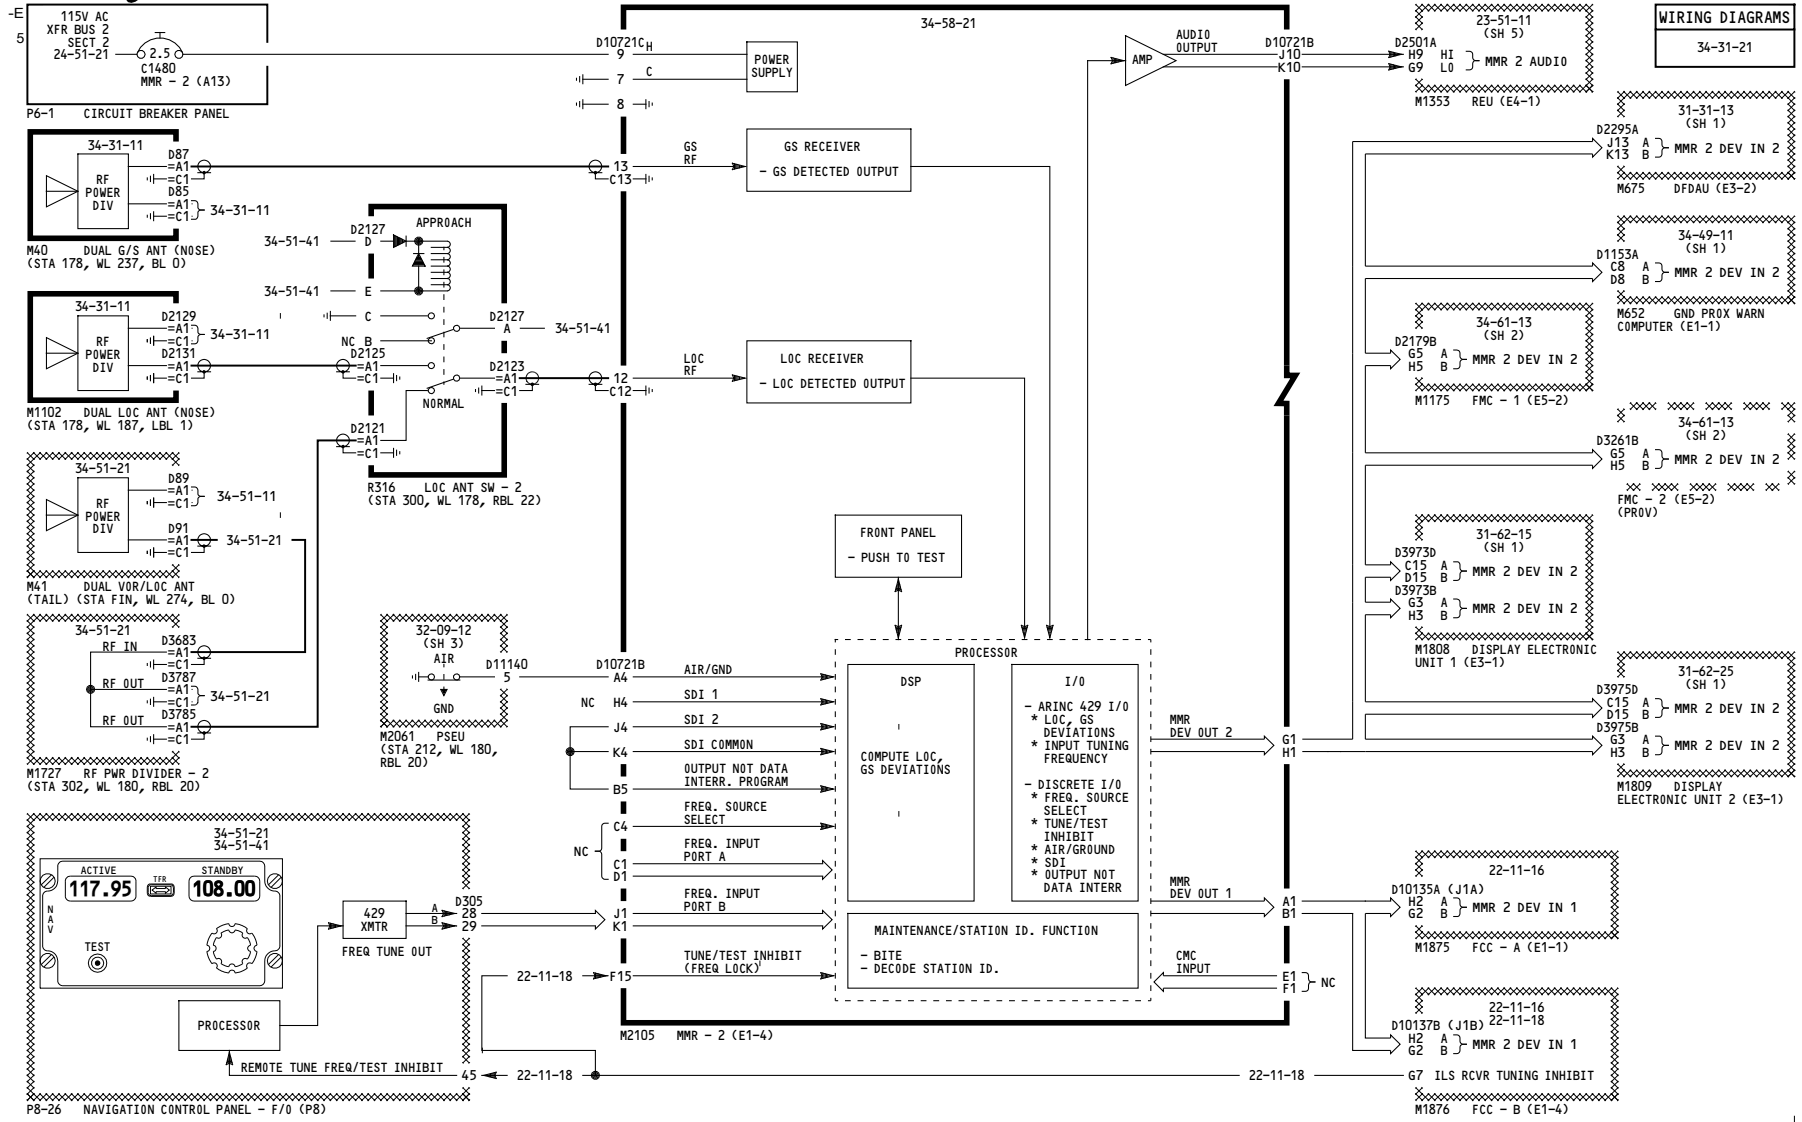 -E
5
115V AC
XFR BUS 2
SECT 2
24-51-21
2.5
C1480
MMR - 2 (A13)
P6-1 CIRCUIT BREAKER PANEL
34-31-11
RF
POWER
DIV
D87
=A1
=C1
D85
=A1
=C1
34-31-11
M40 DUAL G/S ANT (NOSE)
(STA 178, WL 237, BL 0)
34-31-11
RF
POWER
DIV
D2129
=A1
=C1
34-31-11
D2131
=A1
=C1
M1102 DUAL LOC ANT (NOSE)
(STA 178, WL 187, LBL 1)
34-51-21
RF
POWER
DIV
D89
=A1
=C1
34-51-11
D91
=A1
=C1
34-51-21
M41 DUAL VOR/LOC ANT
(TAIL) (STA FIN, WL 274, BL 0)
34-51-21
RF IN
D3683
=A1
=C1
RF OUT
D3787
=A1
=C1
34-51-21
RF OUT
D3785
=A1
=C1
M1727 RF PWR DIVIDER - 2
(STA 302, WL 180, RBL 20)
34-51-21
34-51-41
ACTIVE
117.95
TFR
STANDBY
108.00
N
A
V
TEST
429
XMTR
FREQ TUNE OUT
A
B
D305
28
29
PROCESSOR
REMOTE TUNE FREQ/TEST INHIBIT
45
22-11-18
22-11-18
P8-26 NAVIGATION CONTROL PANEL - F/O (P8)
APPROACH
34-51-41
D2127
D
34-51-41
E
C
NC B
D2127
A
34-51-41
D2125
=A1
=C1
D2123
=A1
=C1
NORMAL
D2121
=A1
=C1
R316 LOC ANT SW - 2
(STA 300, WL 178, RBL 22)
32-09-12
(SH 3)
AIR
GND
D11140
5
M2061 PSEU
(STA 212, WL 180,
RBL 20)
34-58-21
D10721C
9
H
7
C
8
POWER
SUPPLY
13
C13
GS
RF
GS RECEIVER
- GS DETECTED OUTPUT
12
C12
LOC
RF
LOC RECEIVER
- LOC DETECTED OUTPUT
FRONT PANEL
- PUSH TO TEST
D10721B
A4
AIR/GND
NC H4
SDI 1
J4
SDI 2
K4
SDI COMMON
OUTPUT NOT DATA
INTERR. PROGRAM
B5
FREQ. SOURCE
SELECT
C4
NC
FREQ. INPUT
PORT A
C1
D1
FREQ. INPUT
PORT B
J1
K1
TUNE/TEST INHIBIT
(FREQ LOCK)
F15
PROCESSOR
DSP
COMPUTE LOC,
GS DEVIATIONS
I/O
- ARINC 429 I/O
* LOC, GS
DEVIATIONS
* INPUT TUNING
FREQUENCY
- DISCRETE I/O
* FREQ. SOURCE
SELECT
* TUNE/TEST
INHIBIT
* AIR/GROUND
* SDI
* OUTPUT NOT
DATA INTERR
MAINTENANCE/STATION ID. FUNCTION
- BITE
- DECODE STATION ID.
MMR
DEV OUT 2
G1
H1
MMR
DEV OUT 1
A1
B1
CMC
INPUT
E1
F1
NC
M2105 MMR - 2 (E1-4)
AMP
AUDIO
OUTPUT
D10721B
J10
K10
23-51-11
(SH 5)
D2501A
H9 HI
G9 LO
MMR 2 AUDIO
M1353 REU (E4-1)
WIRING DIAGRAMS
34-31-21
31-31-13
(SH 1)
D2295A
J13 A
K13 B
MMR 2 DEV IN 2
M675 DFDAU (E3-2)
34-49-11
(SH 1)
D1153A
C8 A
D8 B
MMR 2 DEV IN 2
M652 GND PROX WARN
COMPUTER (E1-1)
34-61-13
(SH 2)
D2179B
G5 A
H5 B
MMR 2 DEV IN 2
M1175 FMC - 1 (E5-2)
34-61-13
(SH 2)
D3261B
G5 A
H5 B
MMR 2 DEV IN 2
FMC - 2 (E5-2)
(PROV)
31-62-15
(SH 1)
D3973D
C15 A
D15 B
MMR 2 DEV IN 2
D3973B
G3 A
H3 B
MMR 2 DEV IN 2
M1808 DISPLAY ELECTRONIC
UNIT 1 (E3-1)
31-62-25
(SH 1)
D3975D
C15 A
D15 B
MMR 2 DEV IN 2
D3975B
G3 A
H3 B
MMR 2 DEV IN 2
M1809 DISPLAY
ELECTRONIC UNIT 2 (E3-1)
22-11-16
D10135A (J1A)
H2 A
G2 B
MMR 2 DEV IN 1
M1875 FCC - A (E1-1)
22-11-16
22-11-18
D10137B (J1B)
H2 A
G2 B
MMR 2 DEV IN 1
22-11-18
G7 ILS RCVR TUNING INHIBIT
M1876 FCC - B (E1-4)